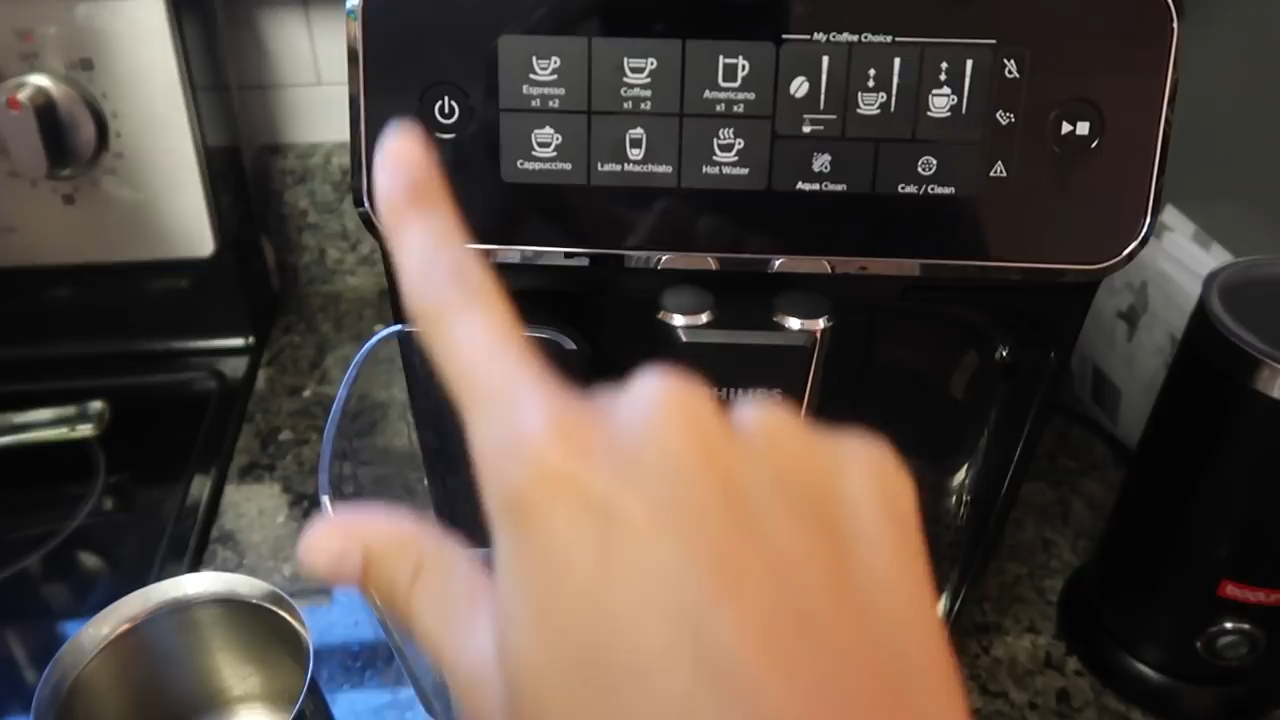 My Coffee Choice
Espresso
x1 x2
Coffee
x1 x2
Americano
x1 x2
Cappuccino
Latte Macchiato
Hot Water
Aqua Clean
Calc / Clean